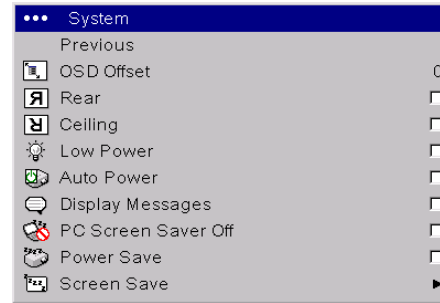 System
Previous
OSD Offset 0
Rear
Ceiling
Low Power
Auto Power
Display Messages
PC Screen Saver Off
Power Save
Screen Save